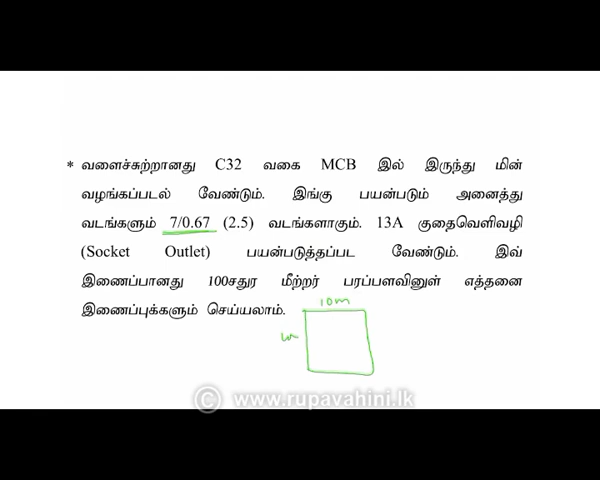 * வளைச்சுற்றானது C32 வகை MCB இல் இருந்து மின்
வழங்கப்படல் வேண்டும். இங்கு பயன்படும் அனைத்து
வடங்களும் 7/0.67 (2.5) வடங்களாகும். 13A குதைவெளிவழி
(Socket Outlet) பயன்படுத்தப்பட வேண்டும். இவ்
இணைப்பானது 100சதுர மீற்றர் பரப்பளவினுள் எத்தனை
இணைப்புக்களும் செய்யலாம்.
10m
© www.rupavahini.lk